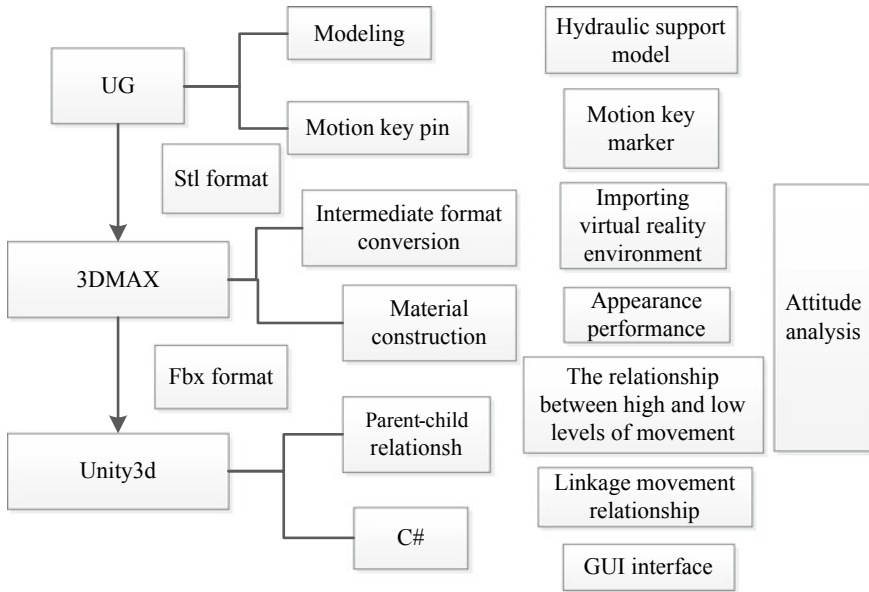 Modeling
Hydraulic support
model
UG
Motion key pin
Motion key
marker
Stl format
Intermediate format
conversion
Importing
virtual reality
environment
3DMAX
Material
construction
Appearance
performance
Attitude
analysis
Fbx format
The relationship
between high and low
levels of movement
Parent-child
relationsh
Unity3d
Linkage movement
relationship
C#
GUI interface